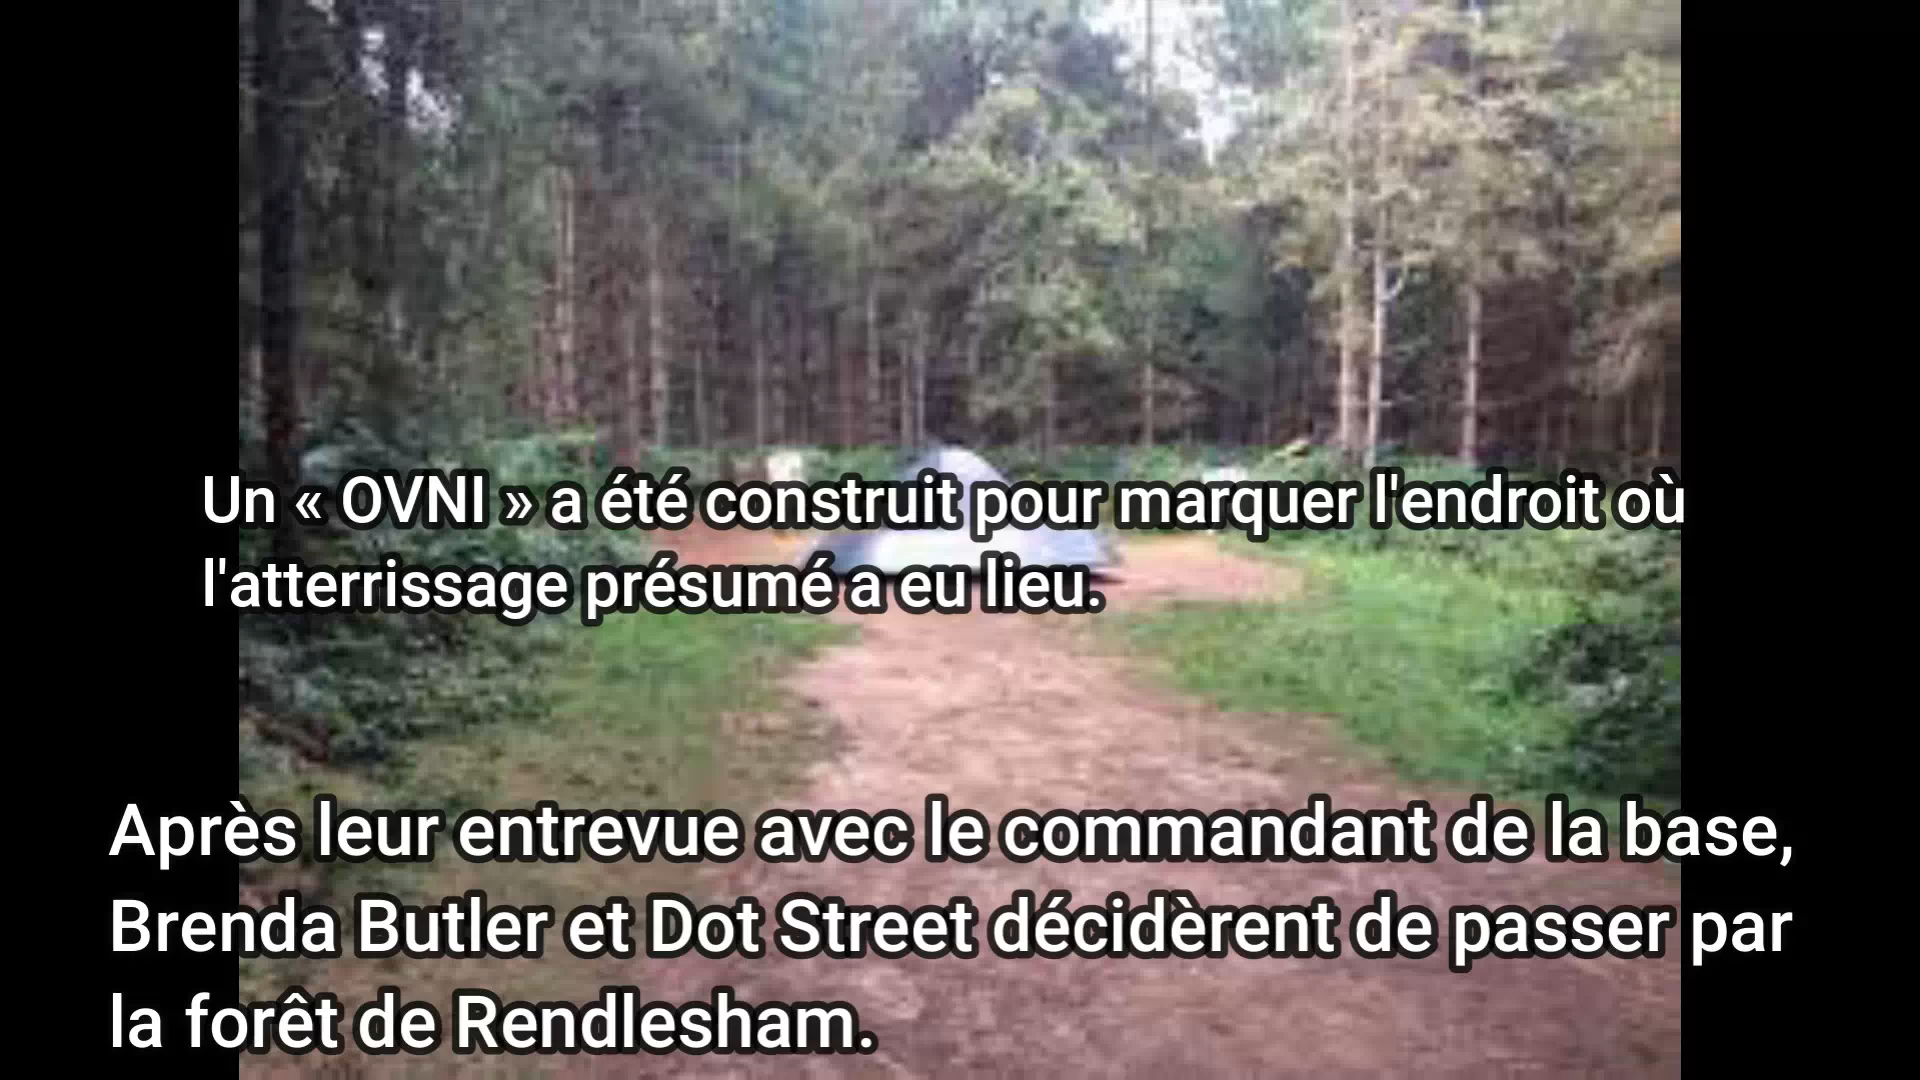 Un « OVNI » a été construit pour marquer l'endroit où
l'atterrissage présumé a eu lieu.
Après leur entrevue avec le commandant de la base,
Brenda Butler et Dot Street décidèrent de passer par
la forêt de Rendlesham.